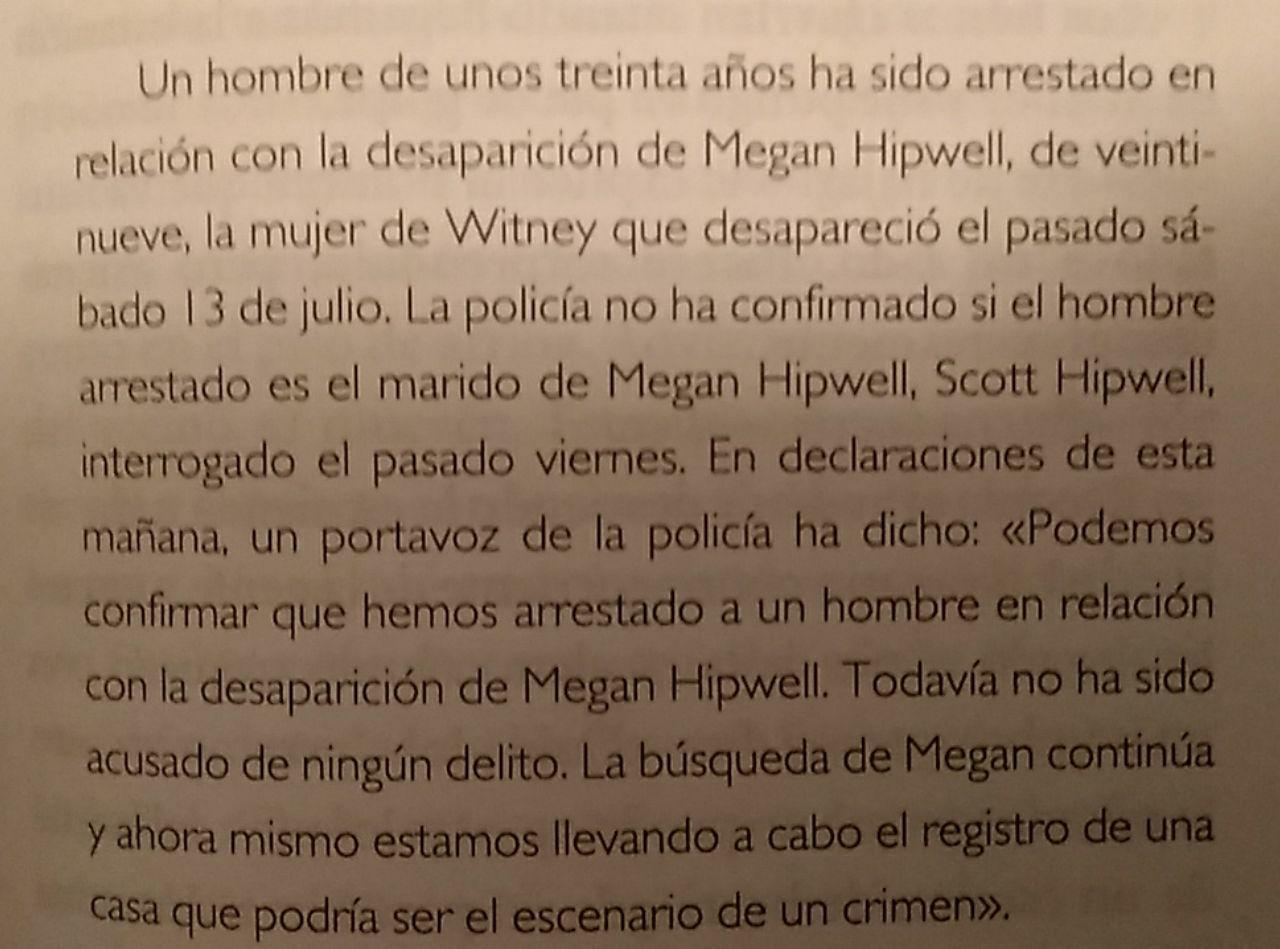 Un hombre de unos treinta años ha sido arrestado en
relación con la desaparición de Megan Hipwell, de veinti-
nueve, la mujer de Witney que desapareció el pasado sá-
bado 13 de julio. La policía no ha confirmado si el hombre
arrestado es el marido de Megan Hipwell, Scott Hipwell,
interrogado el pasado viernes. En declaraciones de esta
mañana, un portavoz de la policía ha dicho: «Podemos
confirmar que hemos arrestado a un hombre en relación
con la desaparición de Megan Hipwell. Todavía no ha sido
acusado de ningún delito. La búsqueda de Megan continúa
y ahora mismo estamos llevando a cabo el registro de una
casa que podría ser el escenario de un crimen».